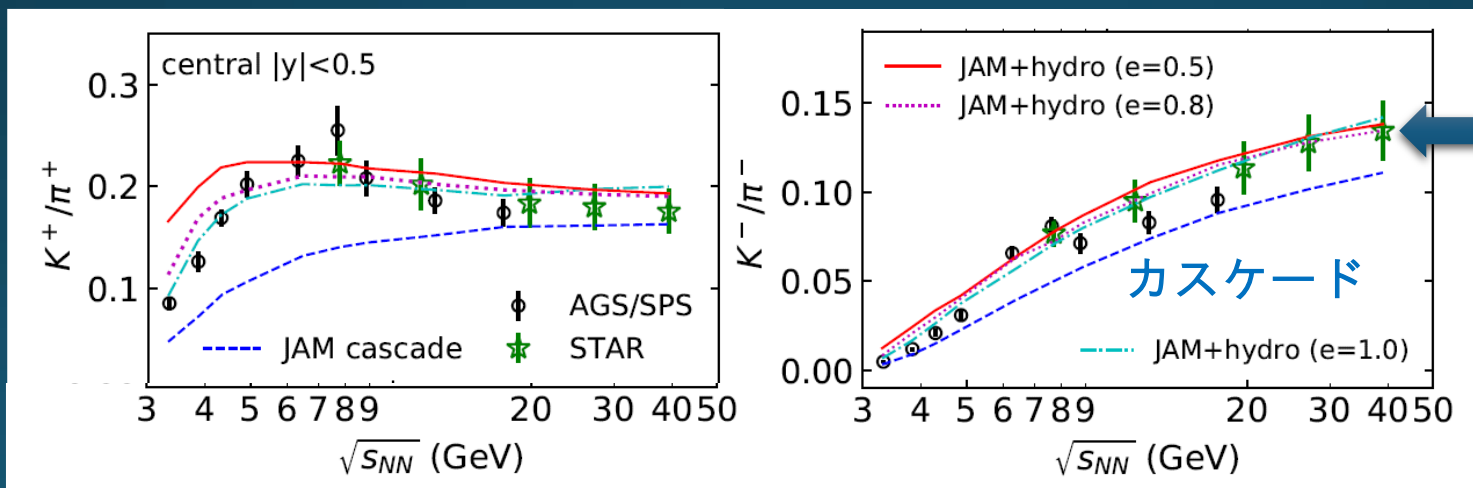 central |y|<0.5
0.3
0.2
0.1
K⁺/π⁺
AGS/SPS
JAM cascade
STAR
3 4 5 6 7 8 9 20 30 40 50
√s_NN (GeV)
JAM+hydro (e=0.5)
JAM+hydro (e=0.8)
0.15
0.10
0.05
0.00
K⁻/π⁻
カスケード
JAM+hydro (e=1.0)
3 4 5 6 7 8 9 20 30 40 50
√s_NN (GeV)